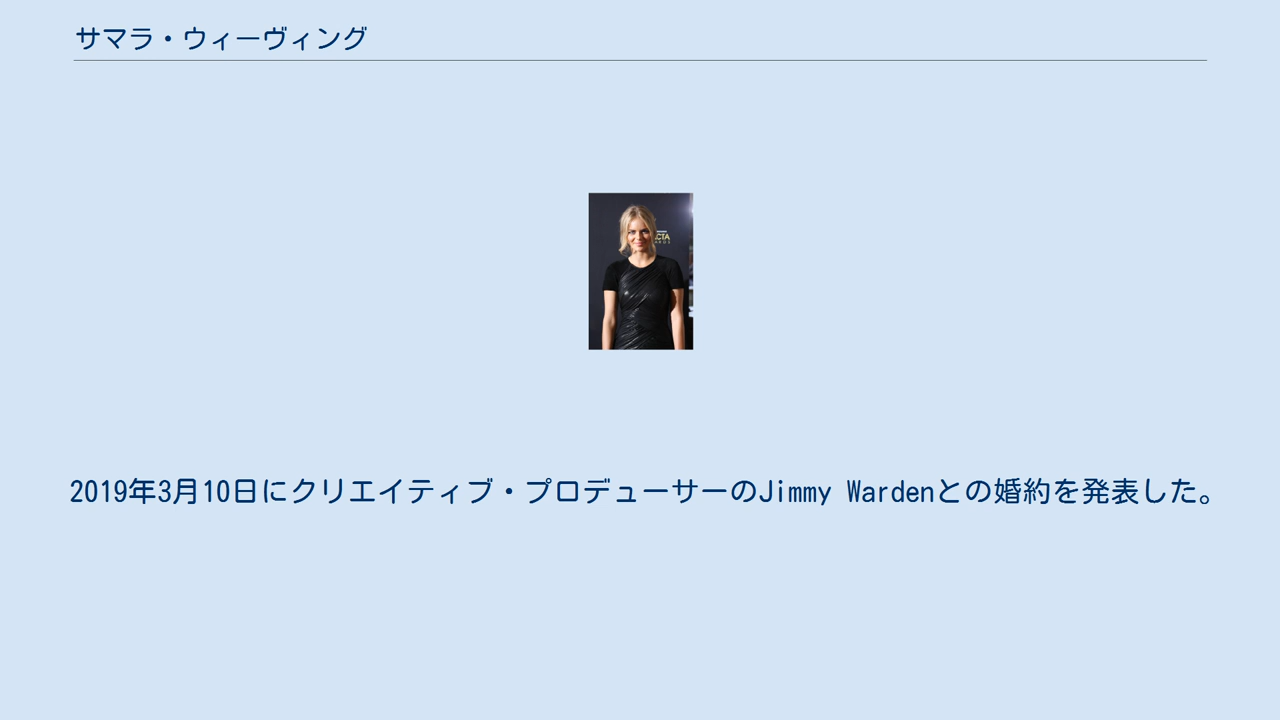 サマラ・ウィーヴィング
CTA
2019年3月10日にクリエイティブ・プロデューサーのJimmy Wardenとの婚約を発表した。